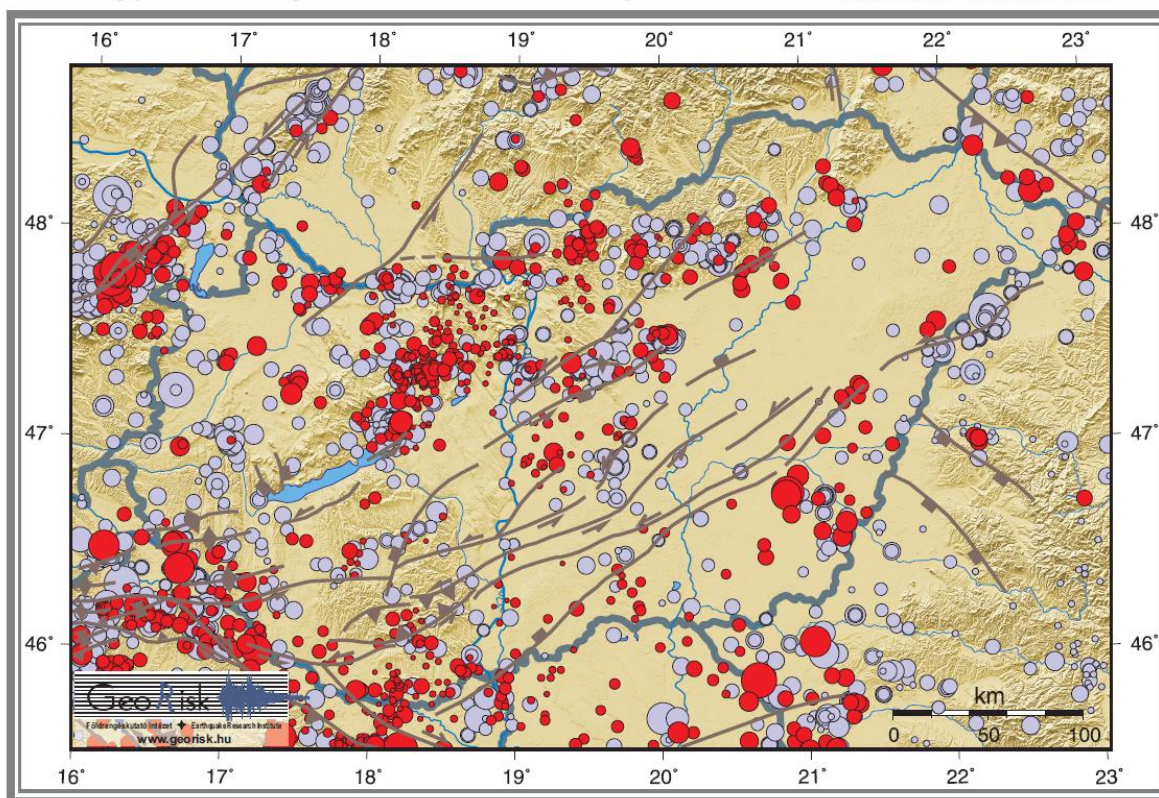 16° 17° 18° 19° 20° 21° 22° 23°
48° 48°
47° 47°
46° 46°
GeoRisk
Földrengéskutató Intézet Earthquake Research Institute
www.georisk.hu
km
0 50 100
16° 17° 18° 19° 20° 21° 22° 23°